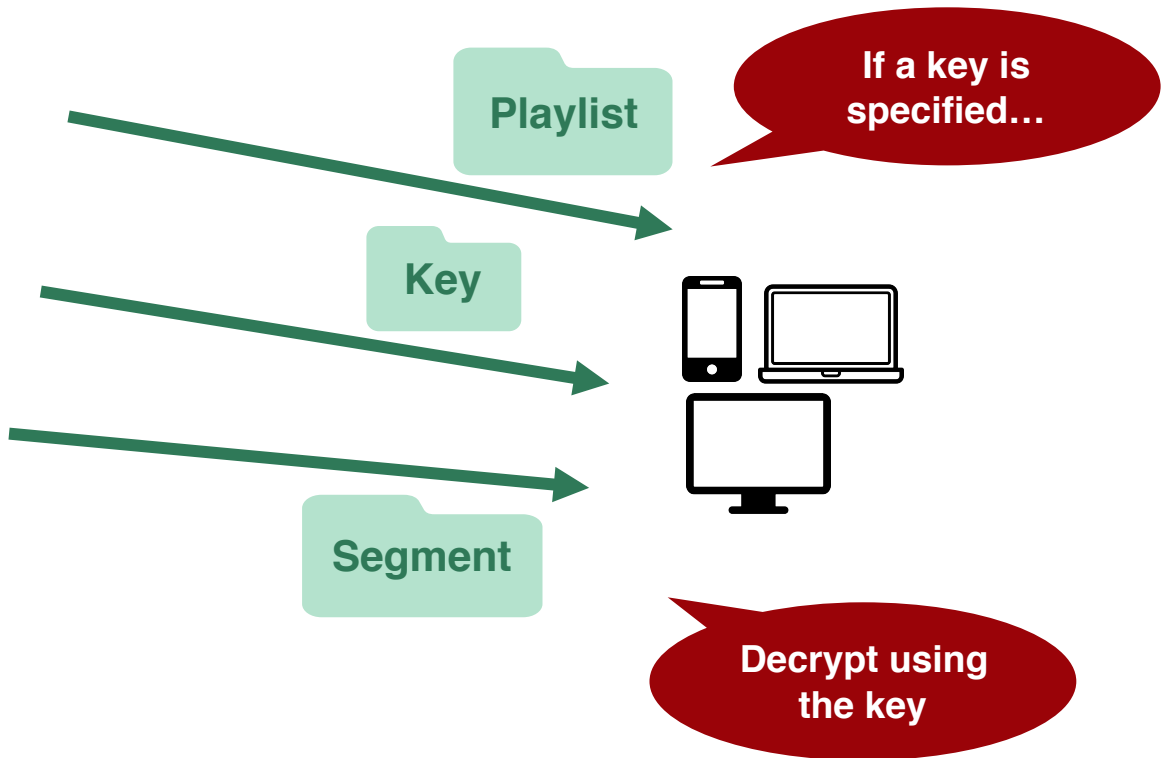 Playlist
If a key is
specified…
Key
Segment
Decrypt using
the key